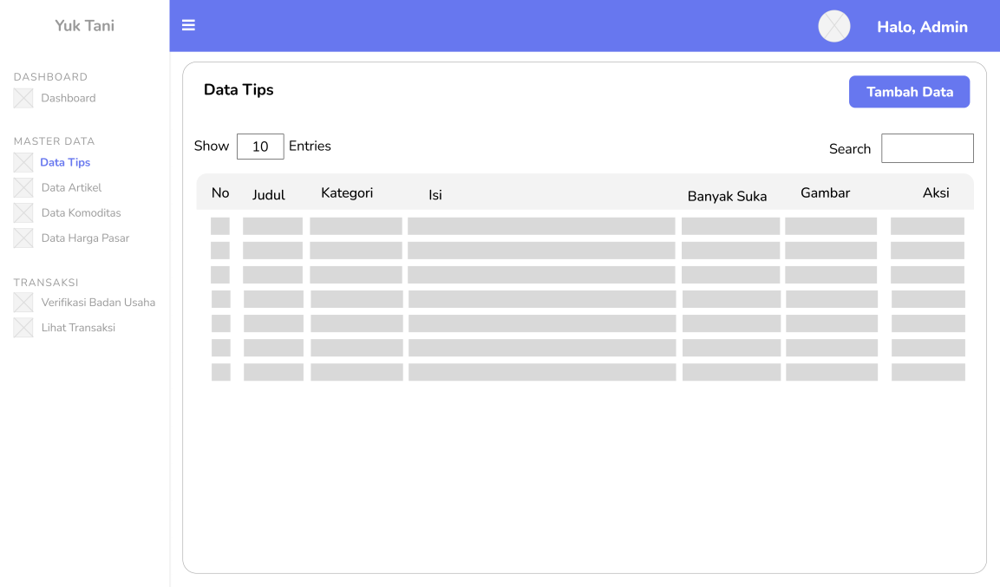 Yuk Tani
Halo, Admin
DASHBOARD
Dashboard
MASTER DATA
Data Tips
Data Artikel
Data Komoditas
Data Harga Pasar
TRANSAKSI
Verifikasi Badan Usaha
Lihat Transaksi
Data Tips
Tambah Data
Show 10 Entries
Search
No Judul Kategori Isi Banyak Suka Gambar Aksi